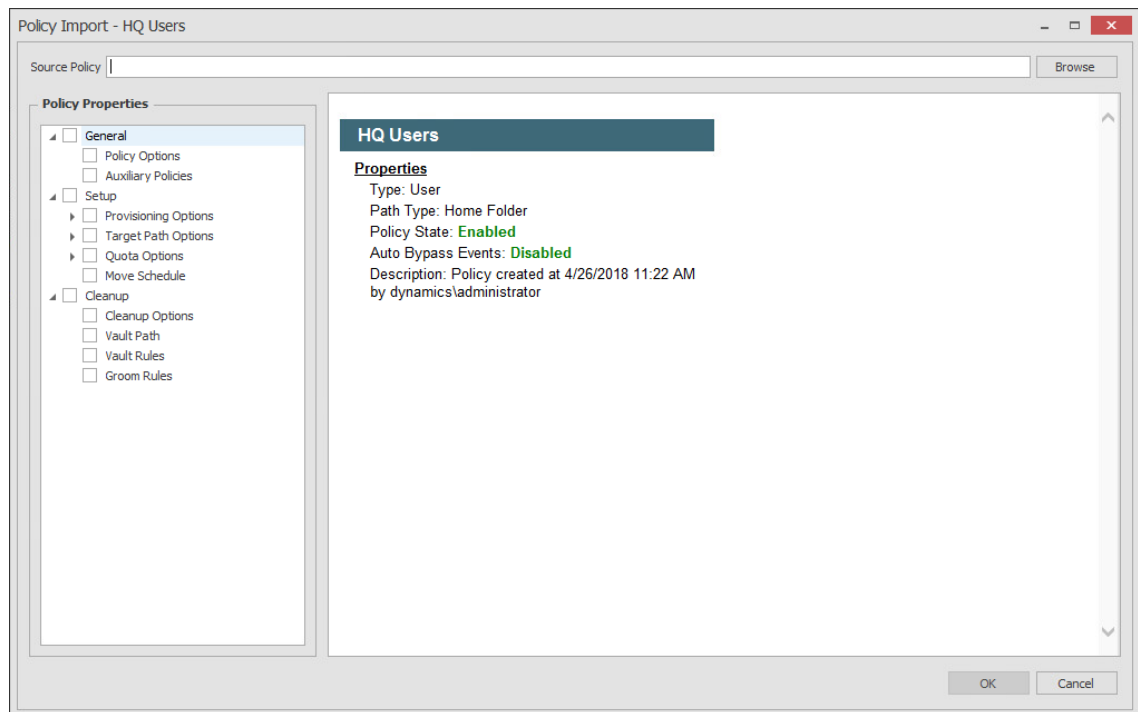 Policy Import - HQ Users
Source Policy
Browse
Policy Properties
General
Policy Options
Auxiliary Policies
Setup
Provisioning Options
Target Path Options
Quota Options
Move Schedule
Cleanup
Cleanup Options
Vault Path
Vault Rules
Groom Rules
HQ Users
Properties
Type: User
Path Type: Home Folder
Policy State: Enabled
Auto Bypass Events: Disabled
Description: Policy created at 4/26/2018 11:22 AM
by dynamics\administrator
OK
Cancel